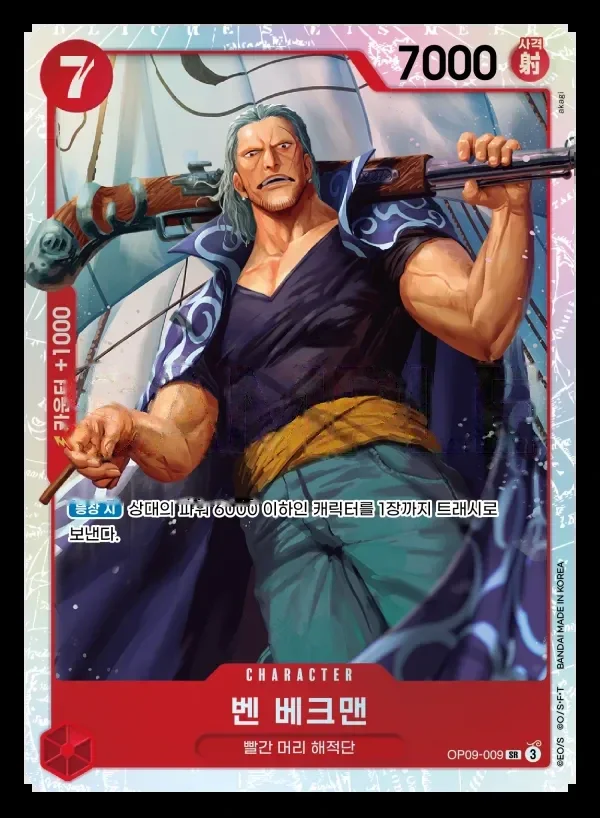 7
7000
사격
射
akagi
카운터 +1000
등장 시 상대의 파워 6000 이하인 캐릭터를 1장까지 트래시로
보낸다.
CHARACTER
벤 베크맨
빨간 머리 해적단
OP09-009 SR 3
©EO/S ©O/S·F·T BANDAI MADE IN KOREA